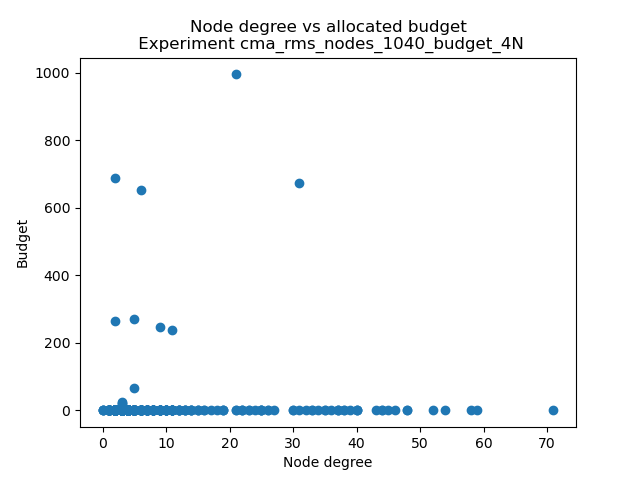 Node degree vs allocated budget
Experiment cma_rms_nodes_1040_budget_4N
1000
800
600
400
200
0
Budget
0 10 20 30 40 50 60 70
Node degree